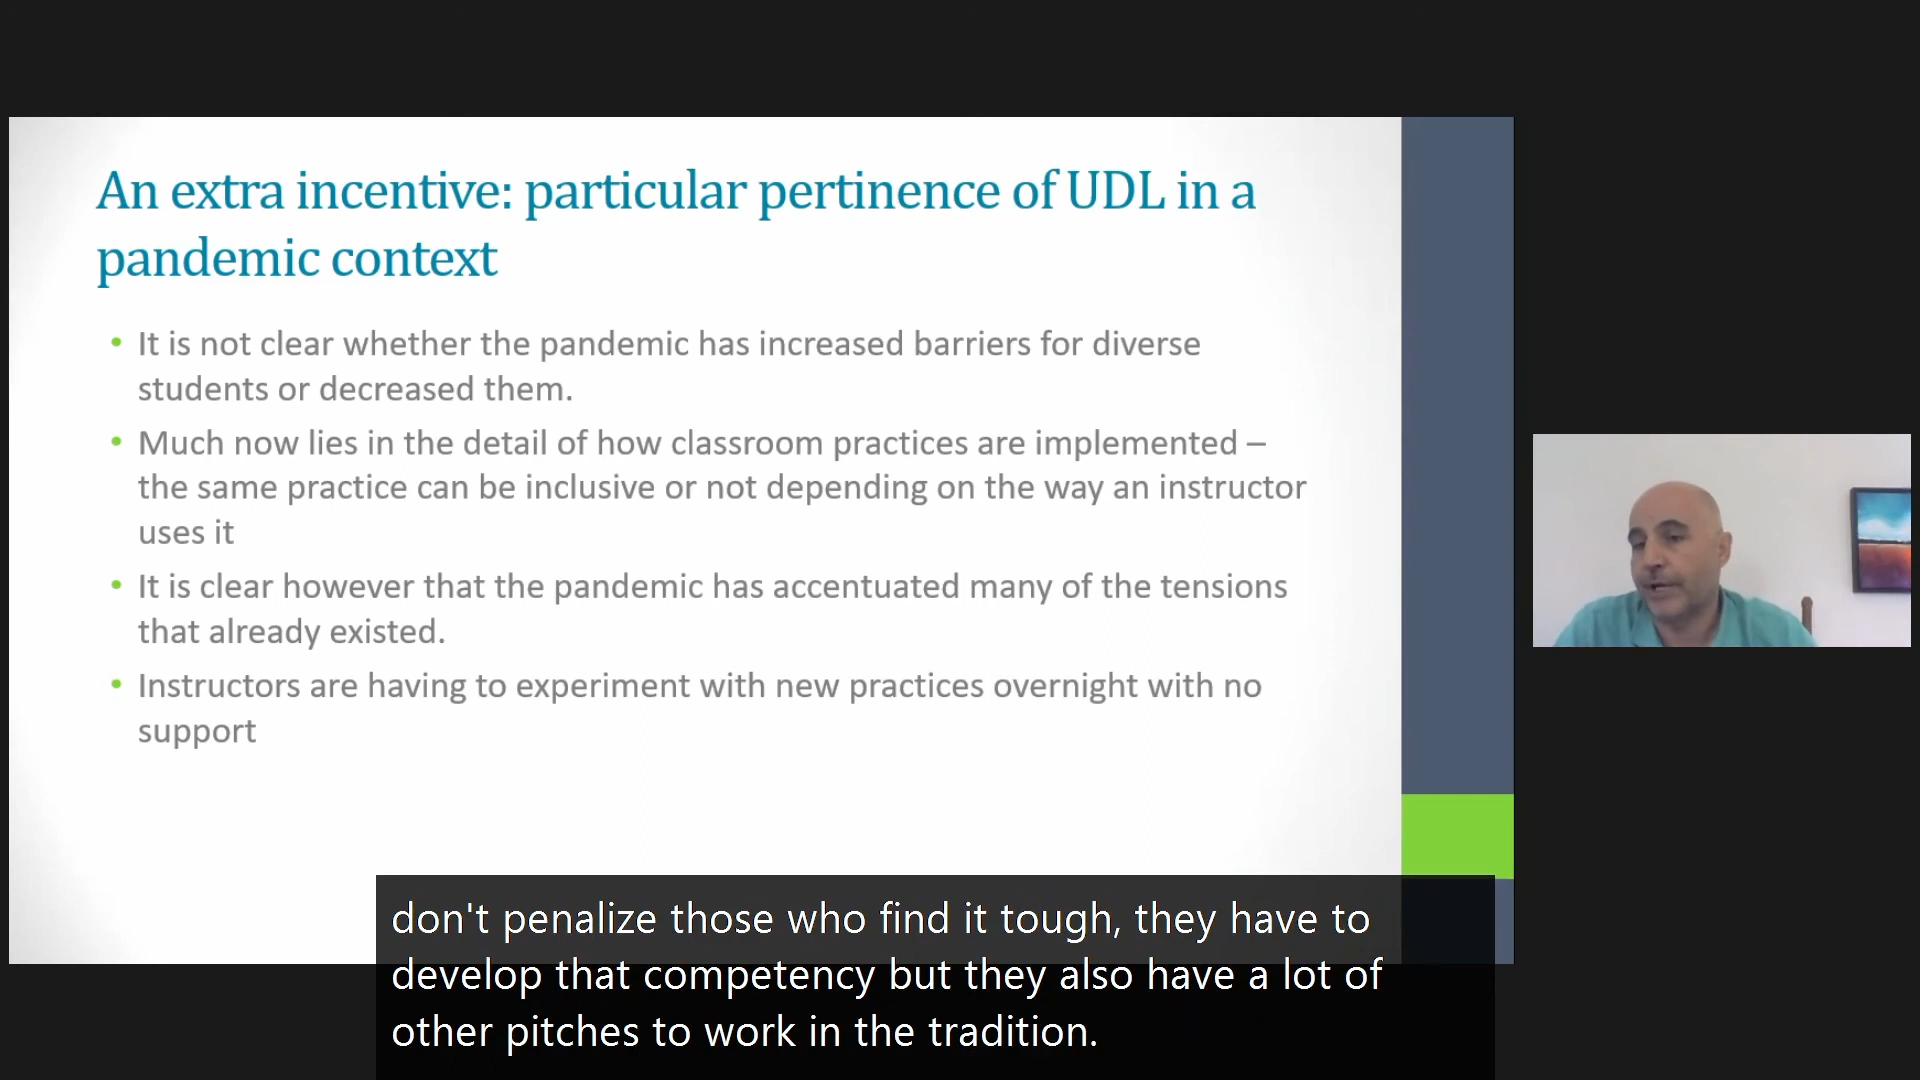 An extra incentive: particular pertinence of UDL in a
pandemic context
• It is not clear whether the pandemic has increased barriers for diverse
students or decreased them.
• Much now lies in the detail of how classroom practices are implemented –
the same practice can be inclusive or not depending on the way an instructor
uses it
• It is clear however that the pandemic has accentuated many of the tensions
that already existed.
• Instructors are having to experiment with new practices overnight with no
support
don't penalize those who find it tough, they have to
develop that competency but they also have a lot of
other pitches to work in the tradition.